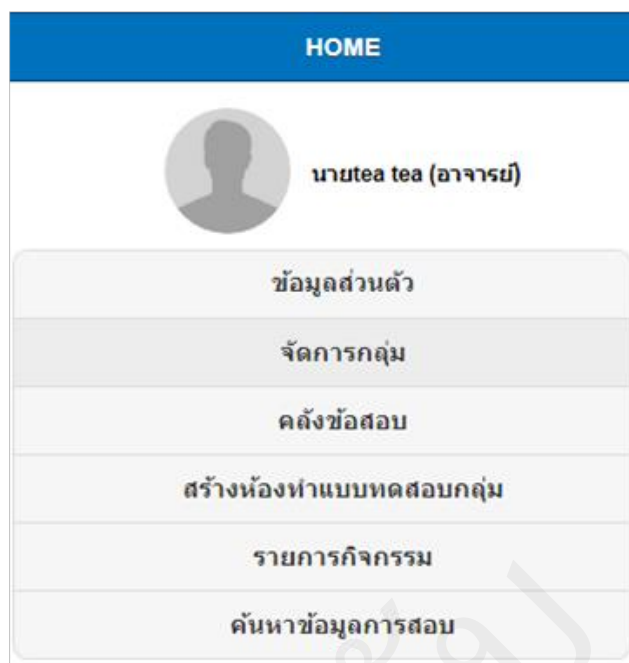 HOME
นายtea tea (อาจารย์)
ข้อมูลส่วนตัว
จัดการกลุ่ม
คลังข้อสอบ
สร้างห้องทำแบบทดสอบกลุ่ม
รายการกิจกรรม
ค้นหาข้อมูลการสอบ